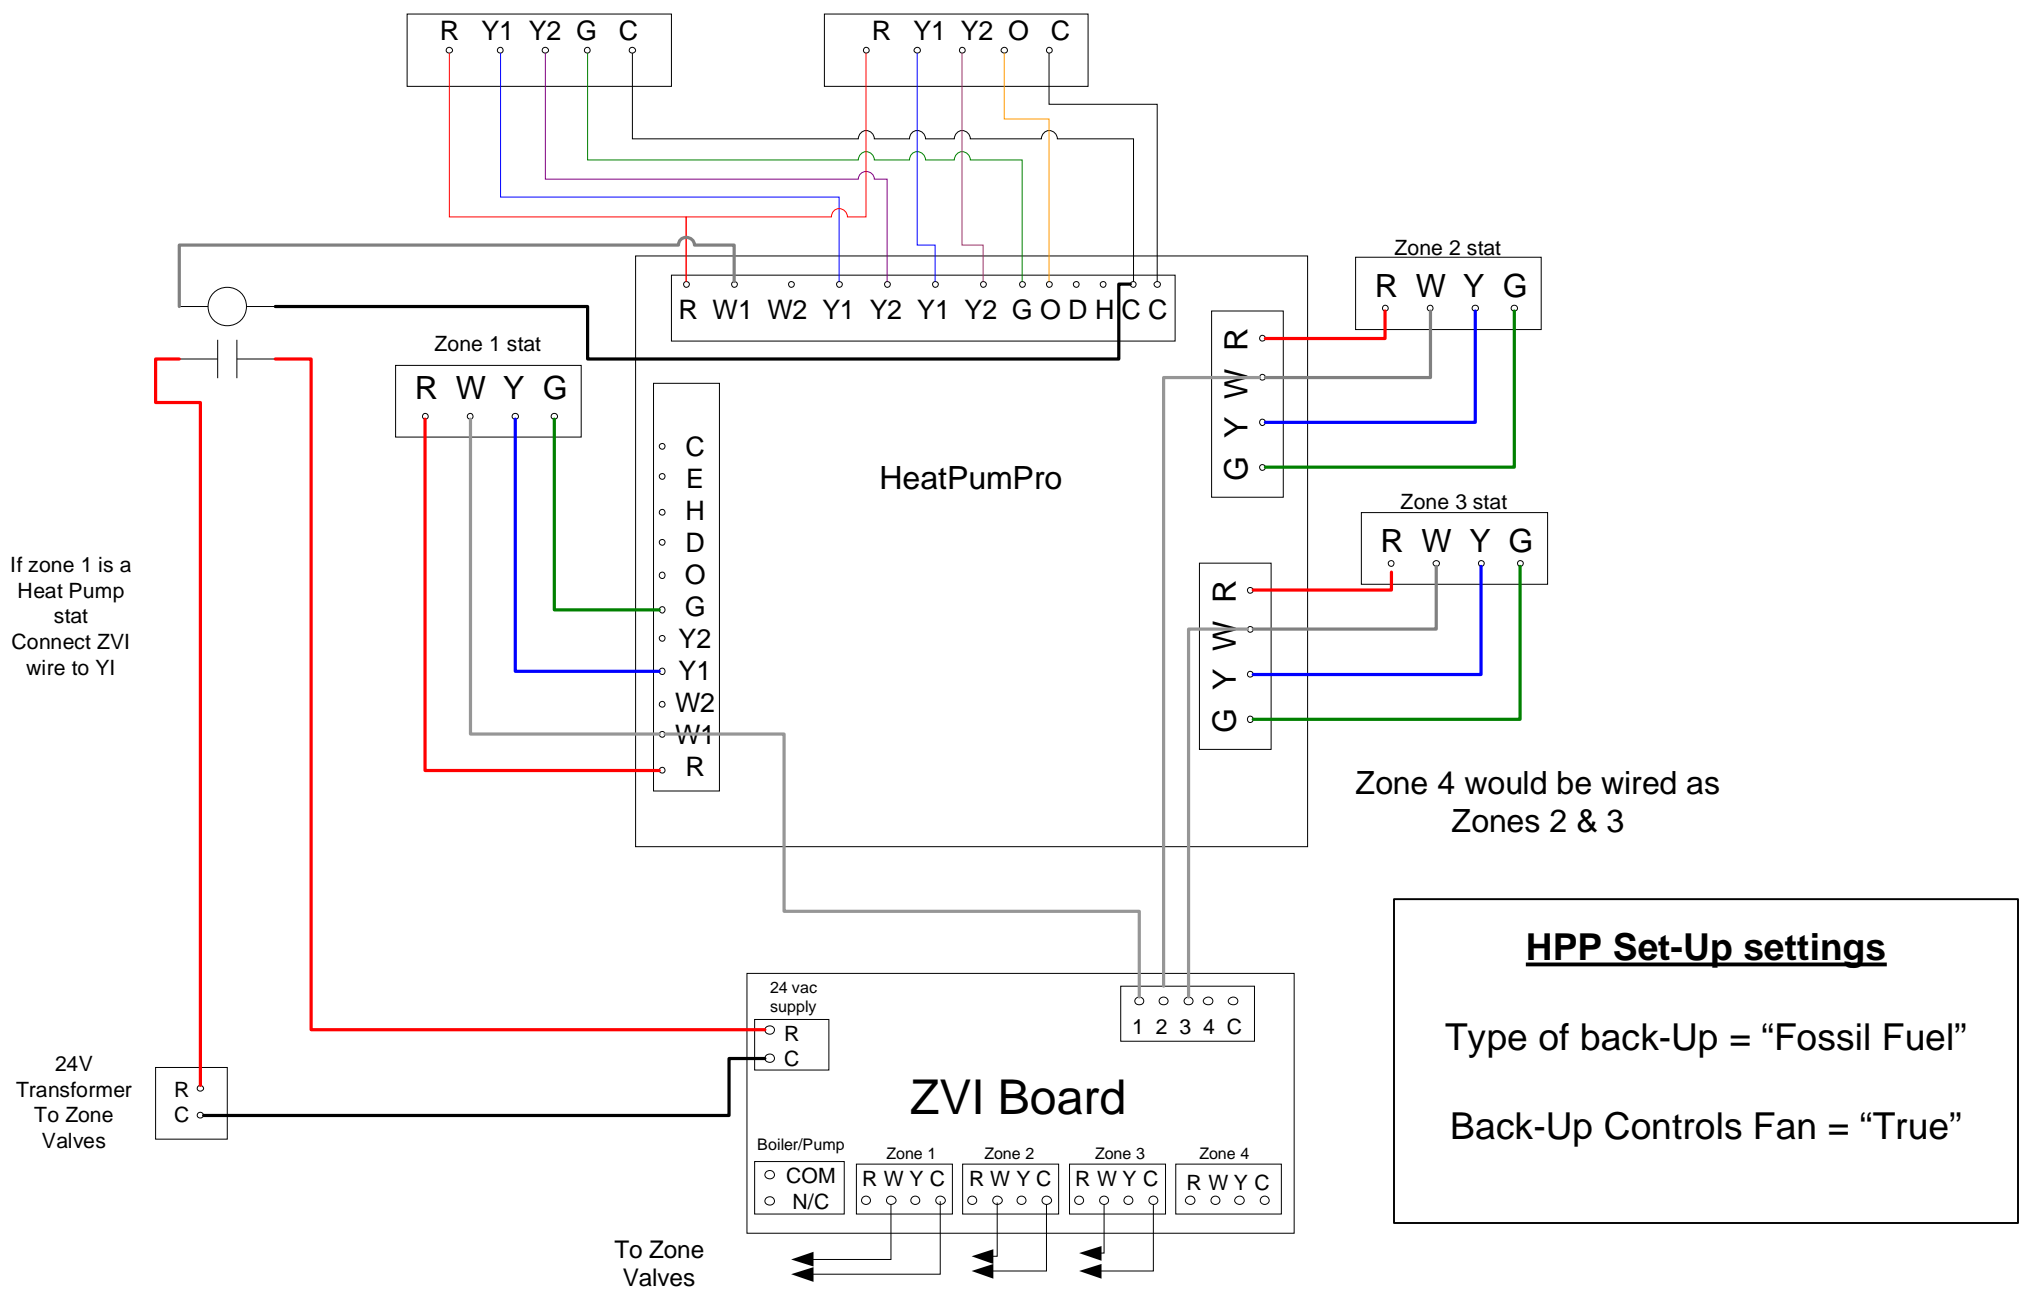 R Y1 Y2 G C
R Y1 Y2 O C
R W1 W2 Y1 Y2 Y1 Y2 G O D H C C
Zone 1 stat
R W Y G
Zone 2 stat
R W Y G
R
W
Y
G
Zone 3 stat
R W Y G
R
W
Y
G
C
E
H
D
O
G
Y2
Y1
W2
W1
R
HeatPumPro
If zone 1 is a
Heat Pump
stat
Connect ZVI
wire to YI
Zone 4 would be wired as
Zones 2 & 3
HPP Set-Up settings
Type of back-Up = “Fossil Fuel”
Back-Up Controls Fan = “True”
24V
Transformer
To Zone
Valves
R
C
24 vac
supply
R
C
1 2 3 4 C
ZVI Board
Boiler/Pump
COM
N/C
Zone 1
R W Y C
Zone 2
R W Y C
Zone 3
R W Y C
Zone 4
R W Y C
To Zone
Valves